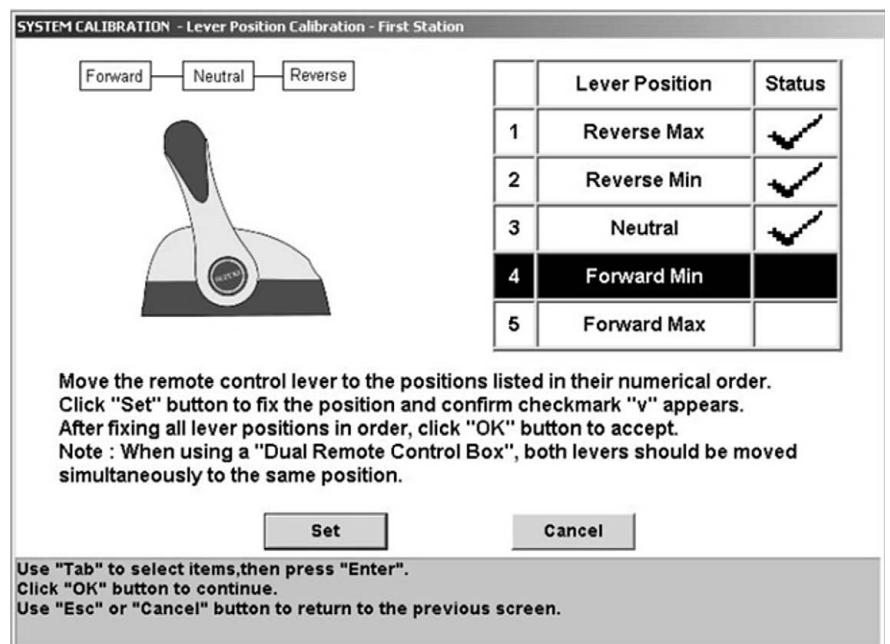 SYSTEM CALIBRATION - Lever Position Calibration - First Station
Forward Neutral Reverse
Lever Position Status
1 Reverse Max
2 Reverse Min
3 Neutral
4 Forward Min
5 Forward Max
SUZUKI
Move the remote control lever to the positions listed in their numerical order.
Click "Set" button to fix the position and confirm checkmark "v" appears.
After fixing all lever positions in order, click "OK" button to accept.
Note : When using a "Dual Remote Control Box", both levers should be moved
simultaneously to the same position.
Set Cancel
Use "Tab" to select items,then press "Enter".
Click "OK" button to continue.
Use "Esc" or "Cancel" button to return to the previous screen.